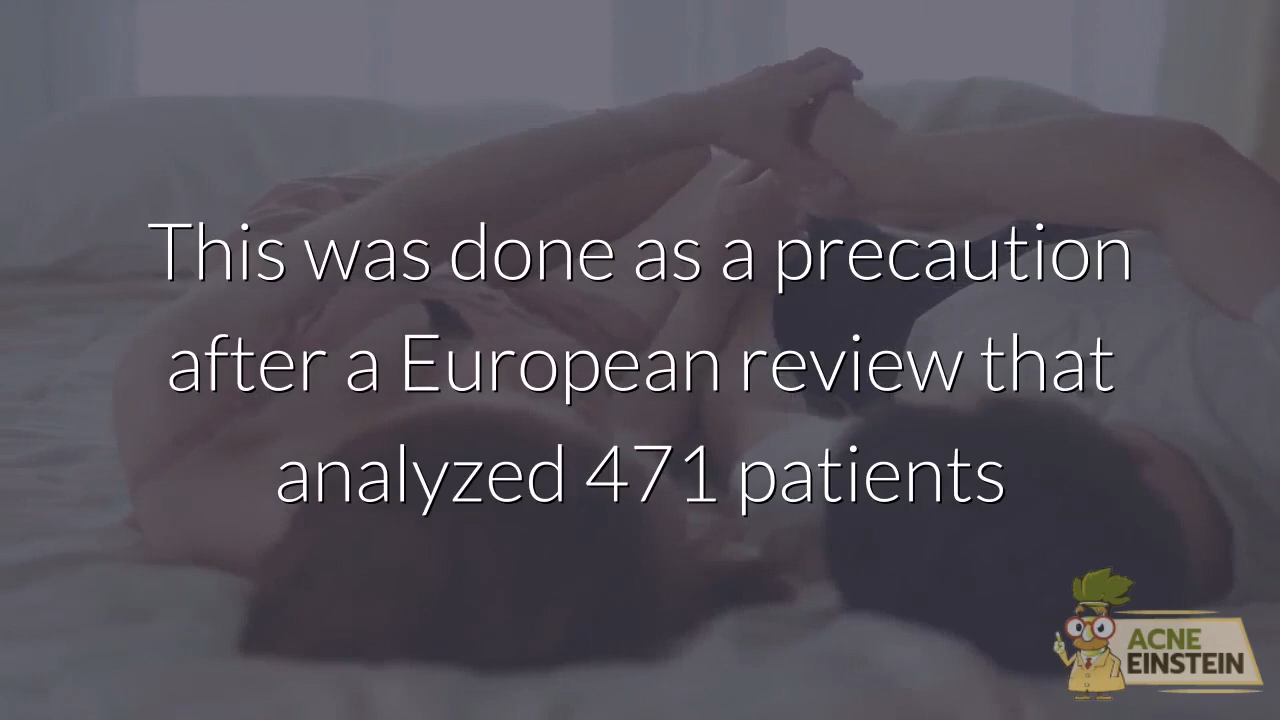 This was done as a precaution
after a European review that
analyzed 471 patients
ACNE
EINSTEIN